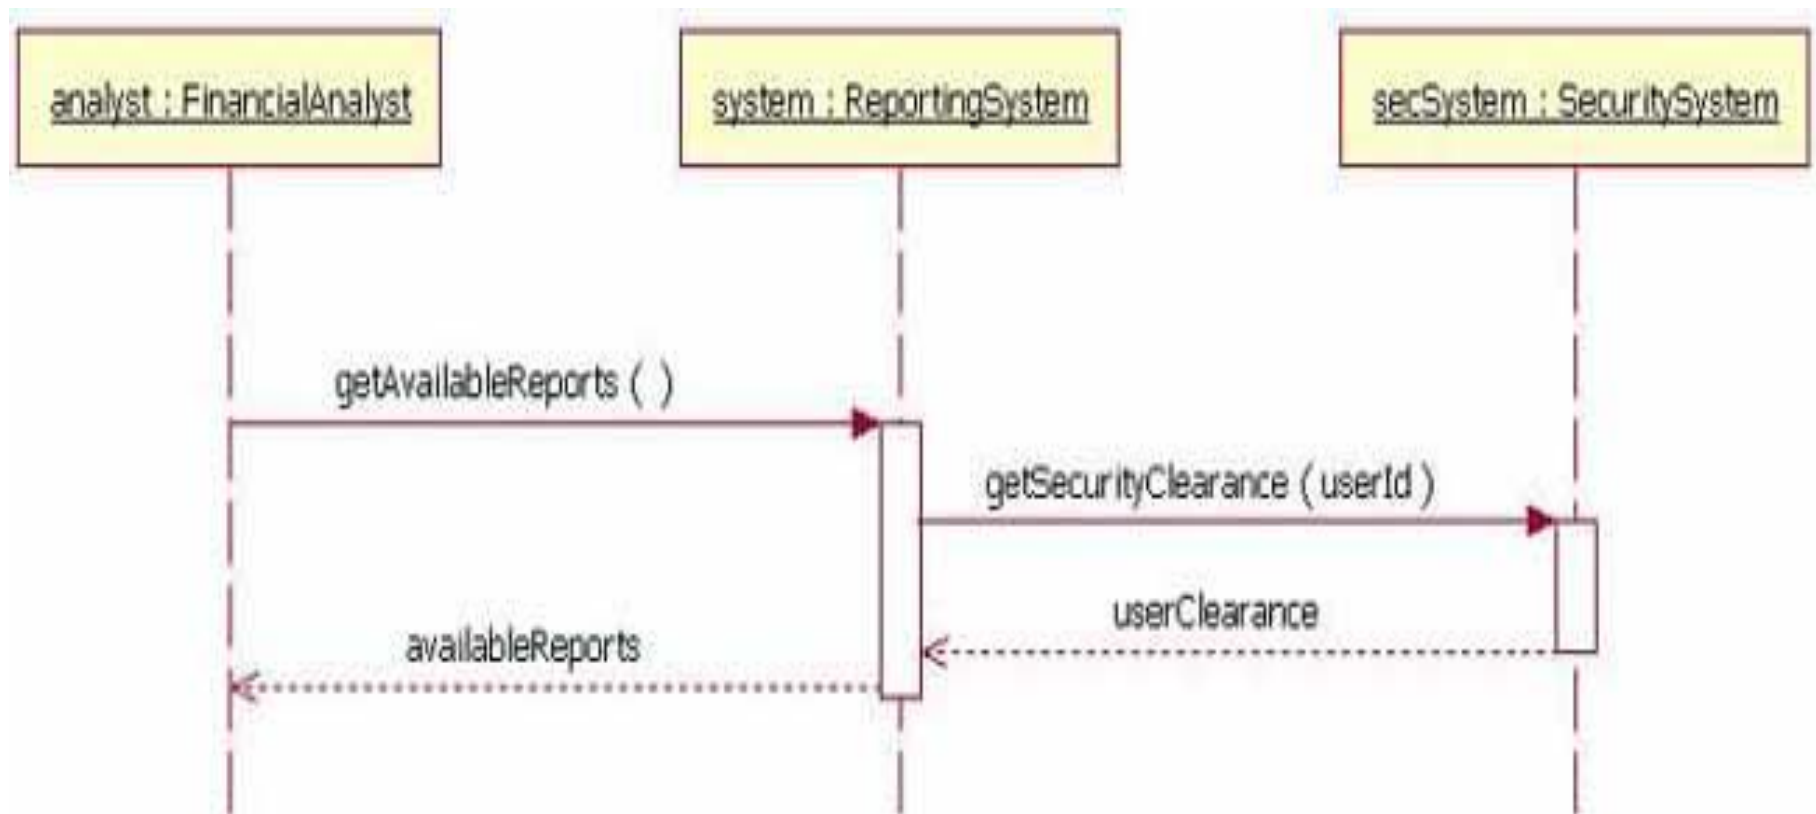 analyst : FinancialAnalyst
system : ReportingSystem
secSystem : SecuritySystem
getAvailableReports ( )
getSecurityClearance ( userId )
userClearance
availableReports